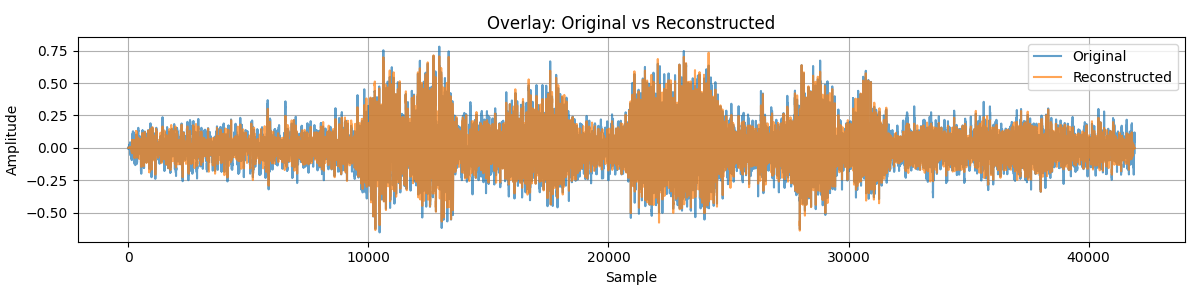 Overlay: Original vs Reconstructed
Original
Reconstructed
Amplitude
0.75
0.50
0.25
0.00
−0.25
−0.50
0 10000 20000 30000 40000
Sample